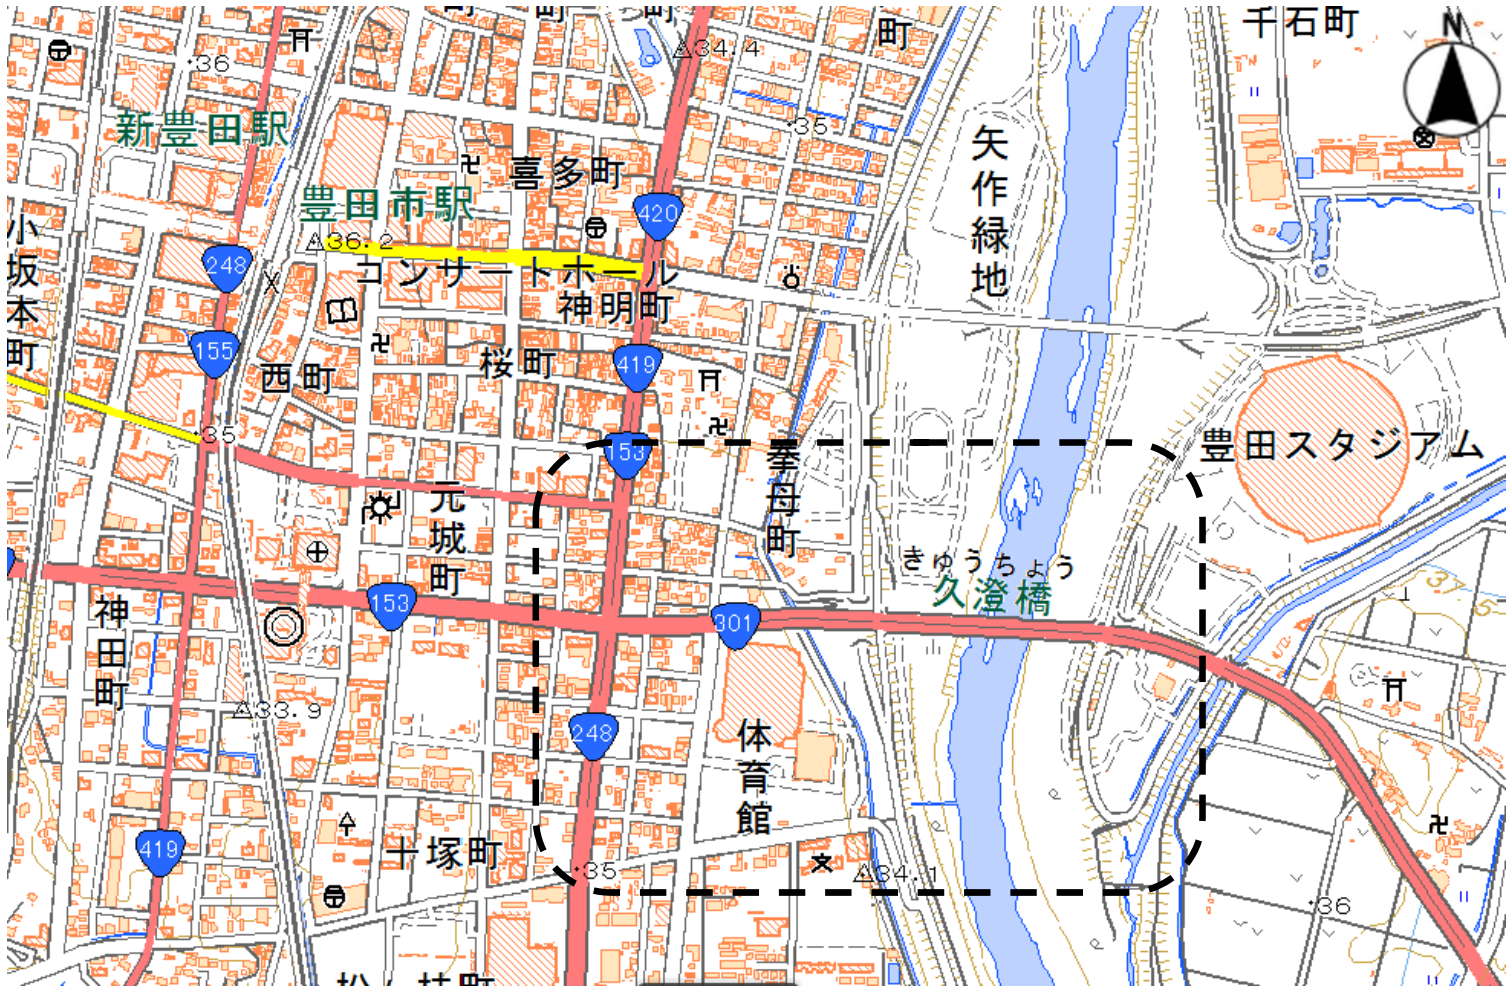 千石町
N
町
34.4
36
新豊田駅
35
矢作緑地
喜多町
豊田市駅
420
小坂本町
36.2
248
コンサートホール
神明町
155
419
桜町
西町
35
153
豊田スタジアム
挙母町
元城町
きゅうちょう
久澄橋
37.5
153
301
神田町
33.9
248
体育館
419
十塚町
35
34.1
36